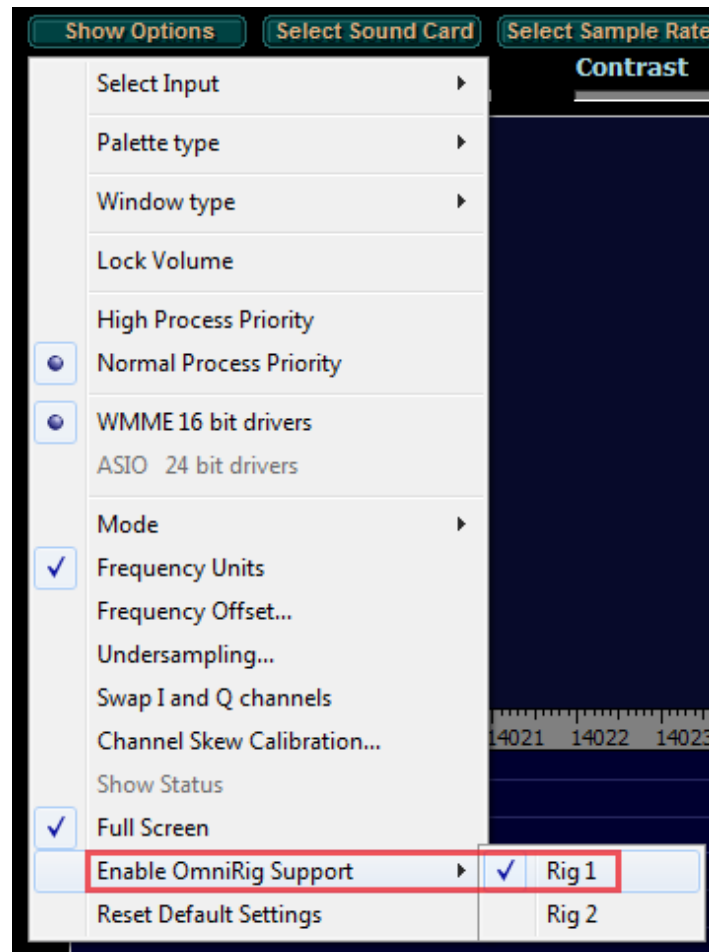 Show Options Select Sound Card Select Sample Rate
Contrast
Select Input
Palette type
Window type
Lock Volume
High Process Priority
Normal Process Priority
WMME 16 bit drivers
ASIO 24 bit drivers
Mode
Frequency Units
Frequency Offset...
Undersampling...
Swap I and Q channels
Channel Skew Calibration...
14021 14022 14023
Show Status
Full Screen
Enable OmniRig Support Rig 1
Reset Default Settings Rig 2